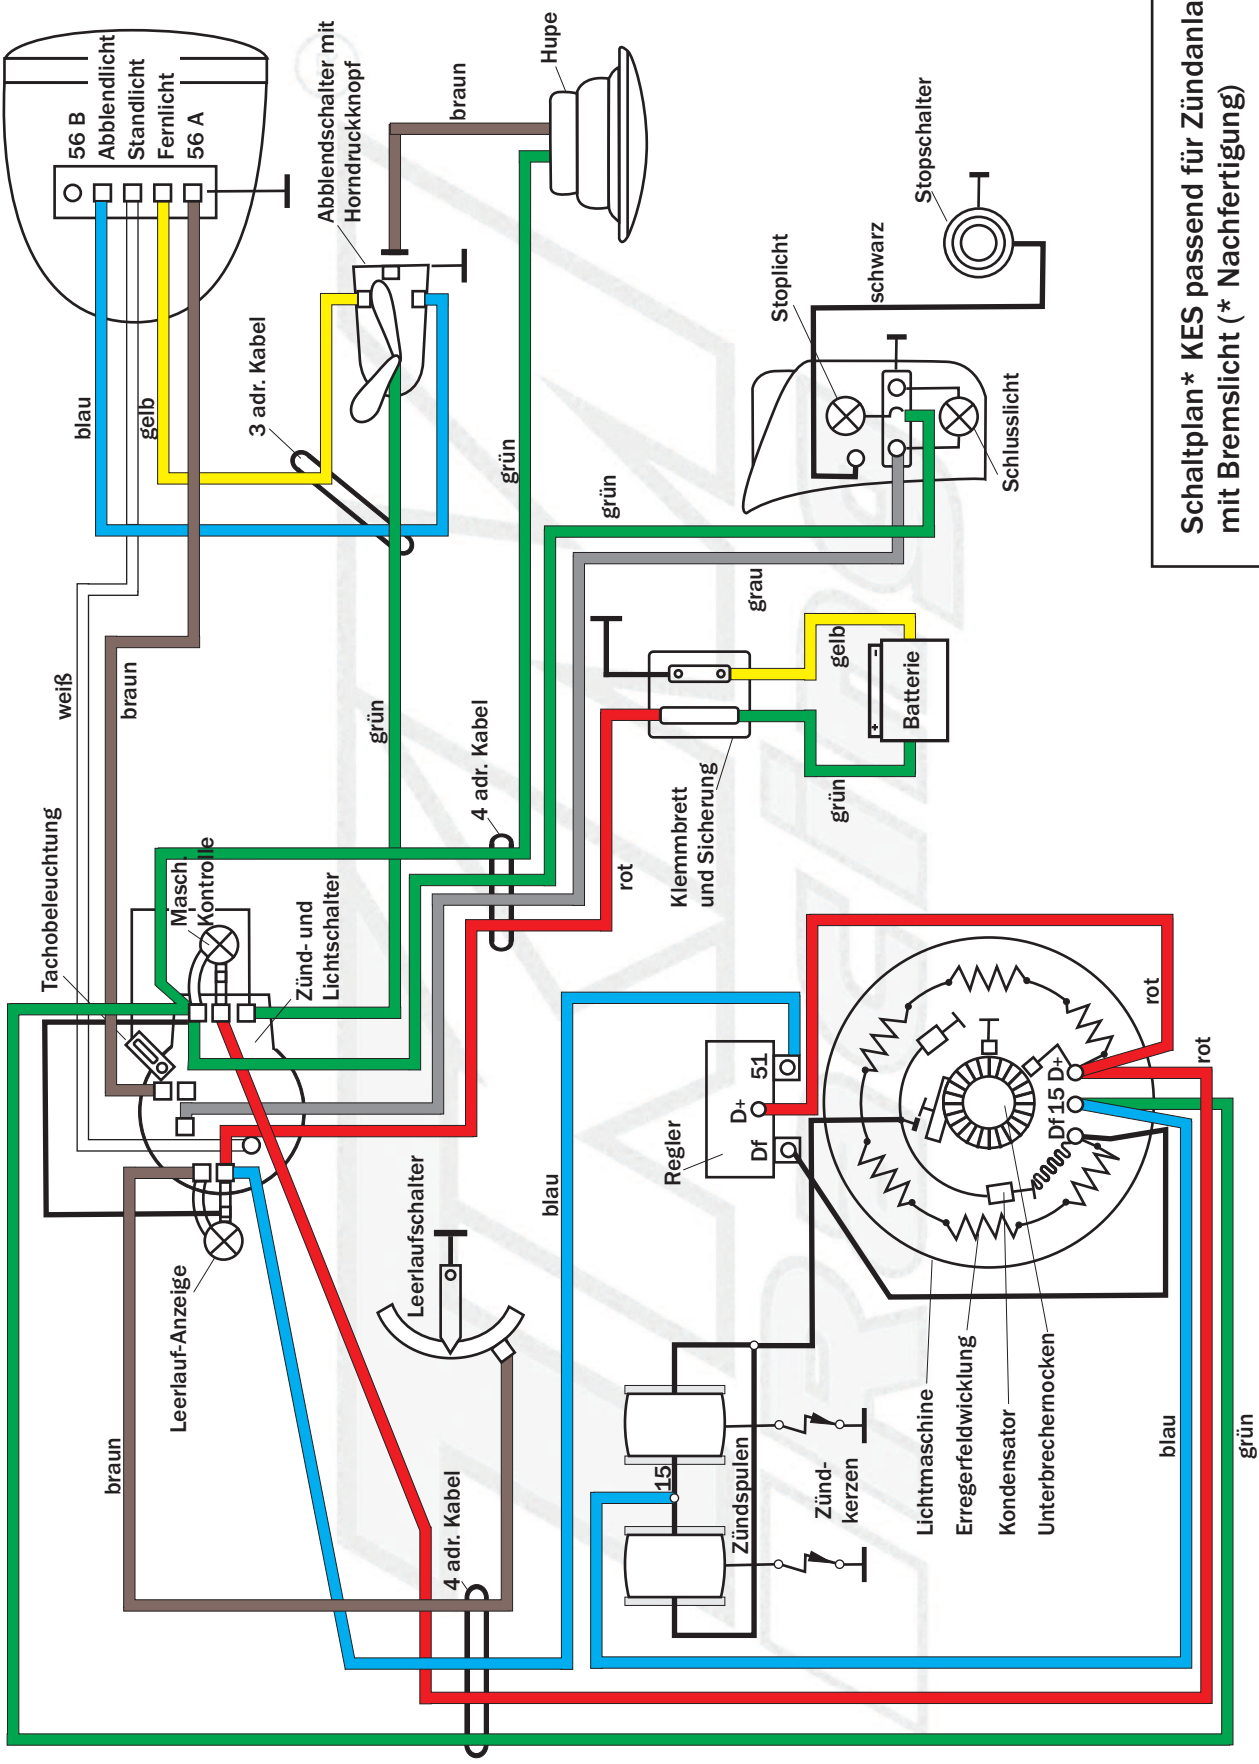 56 B
Abblendlicht
Standlicht
Fernlicht
56 A
Abblendschalter mit
Horndruckknopf
braun
Hupe
Stopschalter
Stoplicht
schwarz
Schlusslicht
blau
gelb
3 adr. Kabel
grün
grün
grau
weiß
braun
grün
4 adr. Kabel
rot
Klemmbrett
und Sicherung
gelb
Batterie
-
+
grün
Tachobeleuchtung
Masch.
Kontrolle
Zünd- und
Lichtschalter
Leerlauf-Anzeige
Leerlaufschalter
braun
4 adr. Kabel
blau
Regler
D+
51
Df
rot
rot
D+
15
Df
15
Zündspulen
Zünd-
kerzen
Lichtmaschine
Erregerfeldwicklung
Kondensator
Unterbrechernocken
blau
grün
Schaltplan* KES passend für Zündanla
mit Bremslicht (* Nachfertigung)